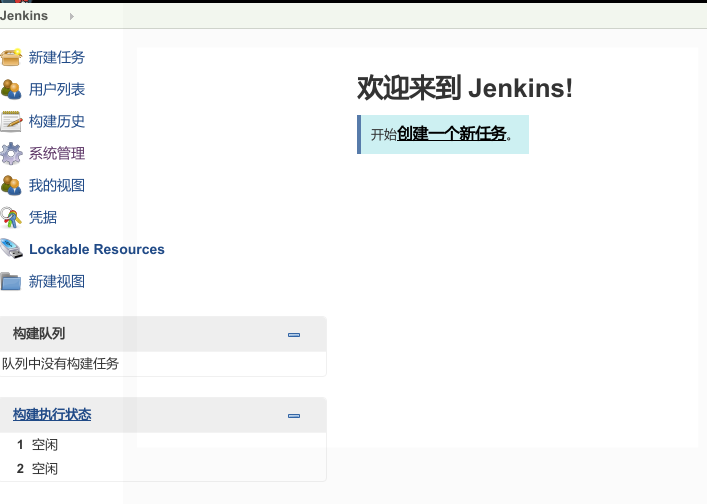 Jenkins
新建任务
用户列表
构建历史
系统管理
我的视图
凭据
Lockable Resources
新建视图
构建队列
队列中没有构建任务
构建执行状态
1 空闲
2 空闲
欢迎来到 Jenkins!
开始创建一个新任务。